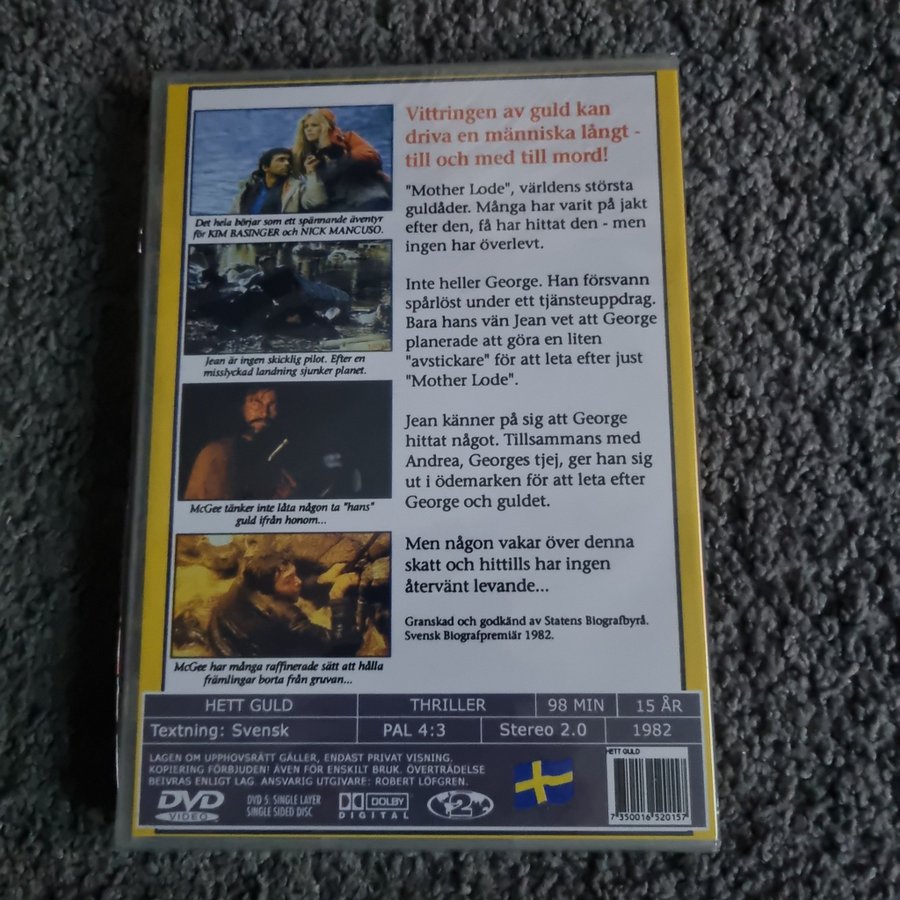 Vittringen av guld kan
driva en människa långt -
till och med till mord!
"Mother Lode", världens största
guldåder. Många har varit på jakt
efter den, få har hittat den - men
ingen har överlevt.
Inte heller George. Han försvann
spårlöst under ett tjänsteuppdrag.
Bara hans vän Jean vet att George
planerade att göra en liten
"avstickare" för att leta efter just
"Mother Lode".
Jean känner på sig att George
hittat något. Tillsammans med
Andrea, Georges tjej, ger han sig
ut i ödemarken för att leta efter
George och guldet.
Men någon vakar över denna
skatt och hittills har ingen
återvänt levande...
Granskad och godkänd av Statens Biografbyrå.
Svensk Biografpremiär 1982.
Det hela börjar som ett spännande äventyr
för KIM BASINGER och NICK MANCUSO.
Jean är ingen skicklig pilot. Efter en
misslyckad landning sjunker planet.
McGee tänker inte låta någon ta "hans"
guld ifrån honom...
McGee har många raffinerade sätt att hålla
främlingar borta från gruvan...
HETT GULD THRILLER 98 MIN 15 ÅR
Textning: Svensk PAL 4:3 Stereo 2.0 1982
LAGEN OM UPPHOVSRÄTT GÄLLER, ENDAST PRIVAT VISNING.
KOPIERING FÖRBJUDEN! ÄVEN FÖR ENSKILT BRUK. ÖVERTRÄDELSE
BEIVRAS ENLIGT LAG. ANSVARIG UTGIVARE: ROBERT LÖFGREN.
DVD
VIDEO
DVD 5: SINGLE LAYER
SINGLE SIDED DISC
DOLBY
DIGITAL
2
HETT GULD
7 350016 520157